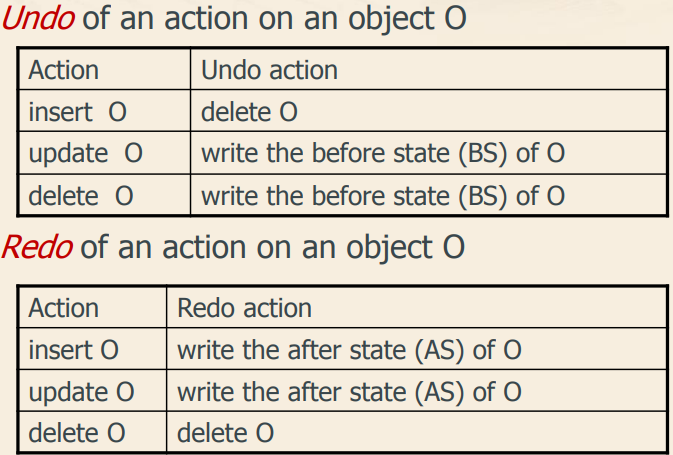 Undo of an action on an object O
Action Undo action
insert O delete O
update O write the before state (BS) of O
delete O write the before state (BS) of O
Redo of an action on an object O
Action Redo action
insert O write the after state (AS) of O
update O write the after state (AS) of O
delete O delete O